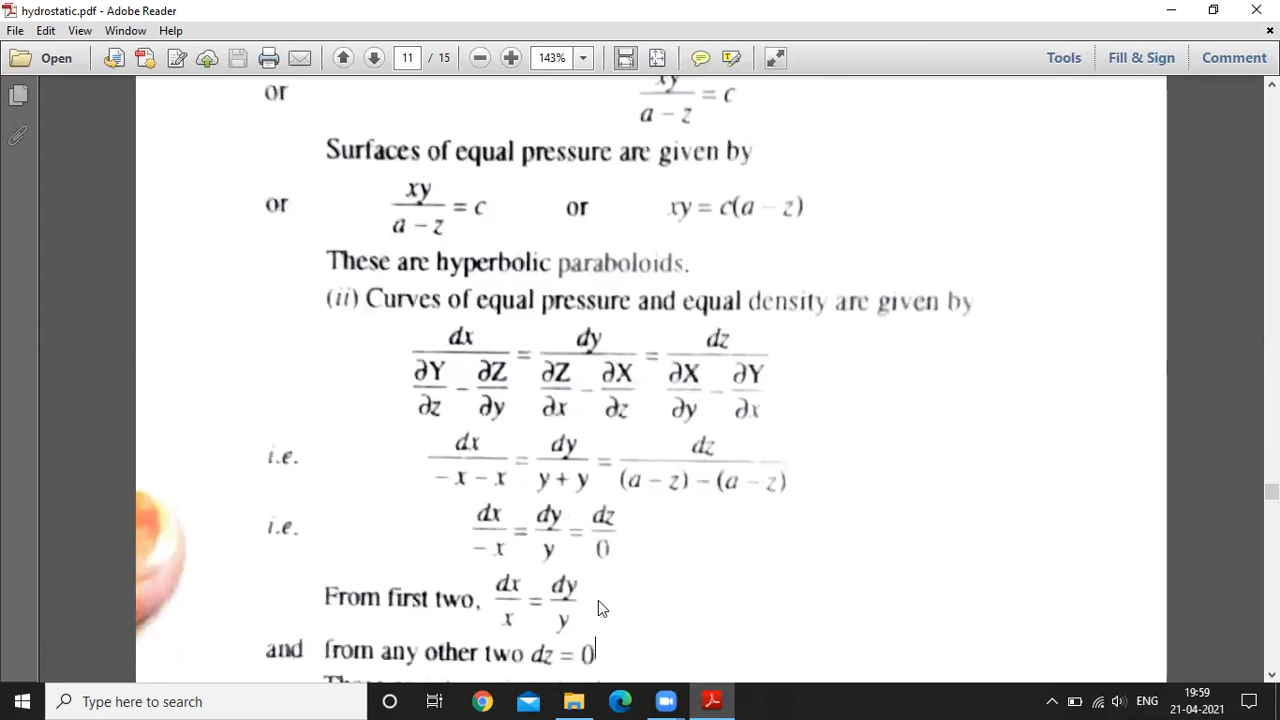 hydrostatic.pdf - Adobe Reader
File Edit View Window Help
Open 11 / 15 143% Tools Fill & Sign Comment
or xy/(a − z) = c
Surfaces of equal pressure are given by
or xy/(a − z) = c or xy = c(a − z)
These are hyperbolic paraboloids.
(ii) Curves of equal pressure and equal density are given by
dx/(∂Y/∂z − ∂Z/∂y) = dy/(∂Z/∂x − ∂X/∂z) = dz/(∂X/∂y − ∂Y/∂x)
i.e. dx/(− x − x) = dy/(y + y) = dz/((a − z) − (a − z))
i.e. dx/(− x) = dy/y = dz/0
From first two, dx/x = dy/y
and from any other two dz = 0
Type here to search
ENG 19:59
21-04-2021